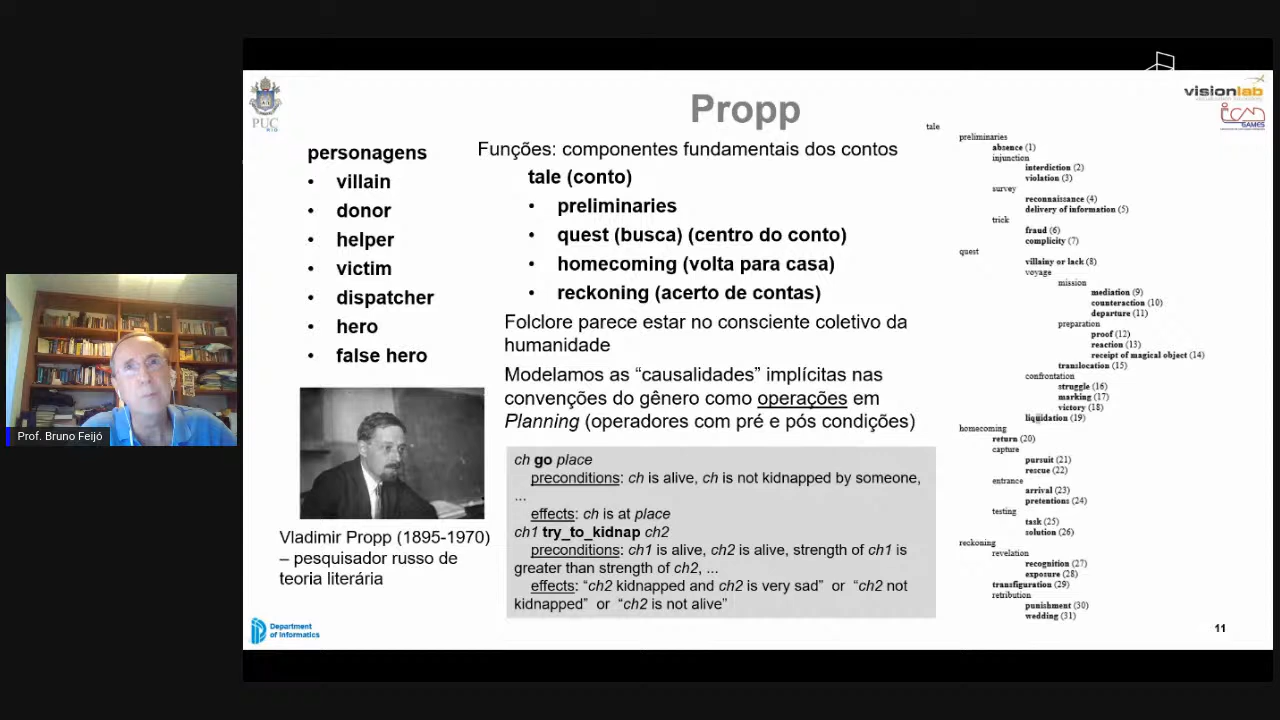 Propp
PUC
RIO
visionlab
GAMES
personagens
• villain
• donor
• helper
• victim
• dispatcher
• hero
• false hero
Vladimir Propp (1895-1970)
– pesquisador russo de
teoria literária
Funções: componentes fundamentais dos contos
tale (conto)
• preliminaries
• quest (busca) (centro do conto)
• homecoming (volta para casa)
• reckoning (acerto de contas)
Folclore parece estar no consciente coletivo da
humanidade
Modelamos as “causalidades” implícitas nas
convenções do gênero como operações em
Planning (operadores com pré e pós condições)
ch go place
preconditions: ch is alive, ch is not kidnapped by someone,
...
effects: ch is at place
ch1 try_to_kidnap ch2
preconditions: ch1 is alive, ch2 is alive, strength of ch1 is
greater than strength of ch2, ...
effects: “ch2 kidnapped and ch2 is very sad” or “ch2 not
kidnapped” or “ch2 is not alive”
tale
preliminaries
absence (1)
injunction
interdiction (2)
violation (3)
survey
reconnaissance (4)
delivery of information (5)
trick
fraud (6)
complicity (7)
quest
villainy or lack (8)
voyage
mission
mediation (9)
counteraction (10)
departure (11)
preparation
proof (12)
reaction (13)
receipt of magical object (14)
translocation (15)
confrontation
struggle (16)
marking (17)
victory (18)
liquidation (19)
homecoming
return (20)
capture
pursuit (21)
rescue (22)
entrance
arrival (23)
pretentions (24)
testing
task (25)
solution (26)
reckoning
revelation
recognition (27)
exposure (28)
transfiguration (29)
retribution
punishment (30)
wedding (31)
Department
of Informatics
11
Prof. Bruno Feijó